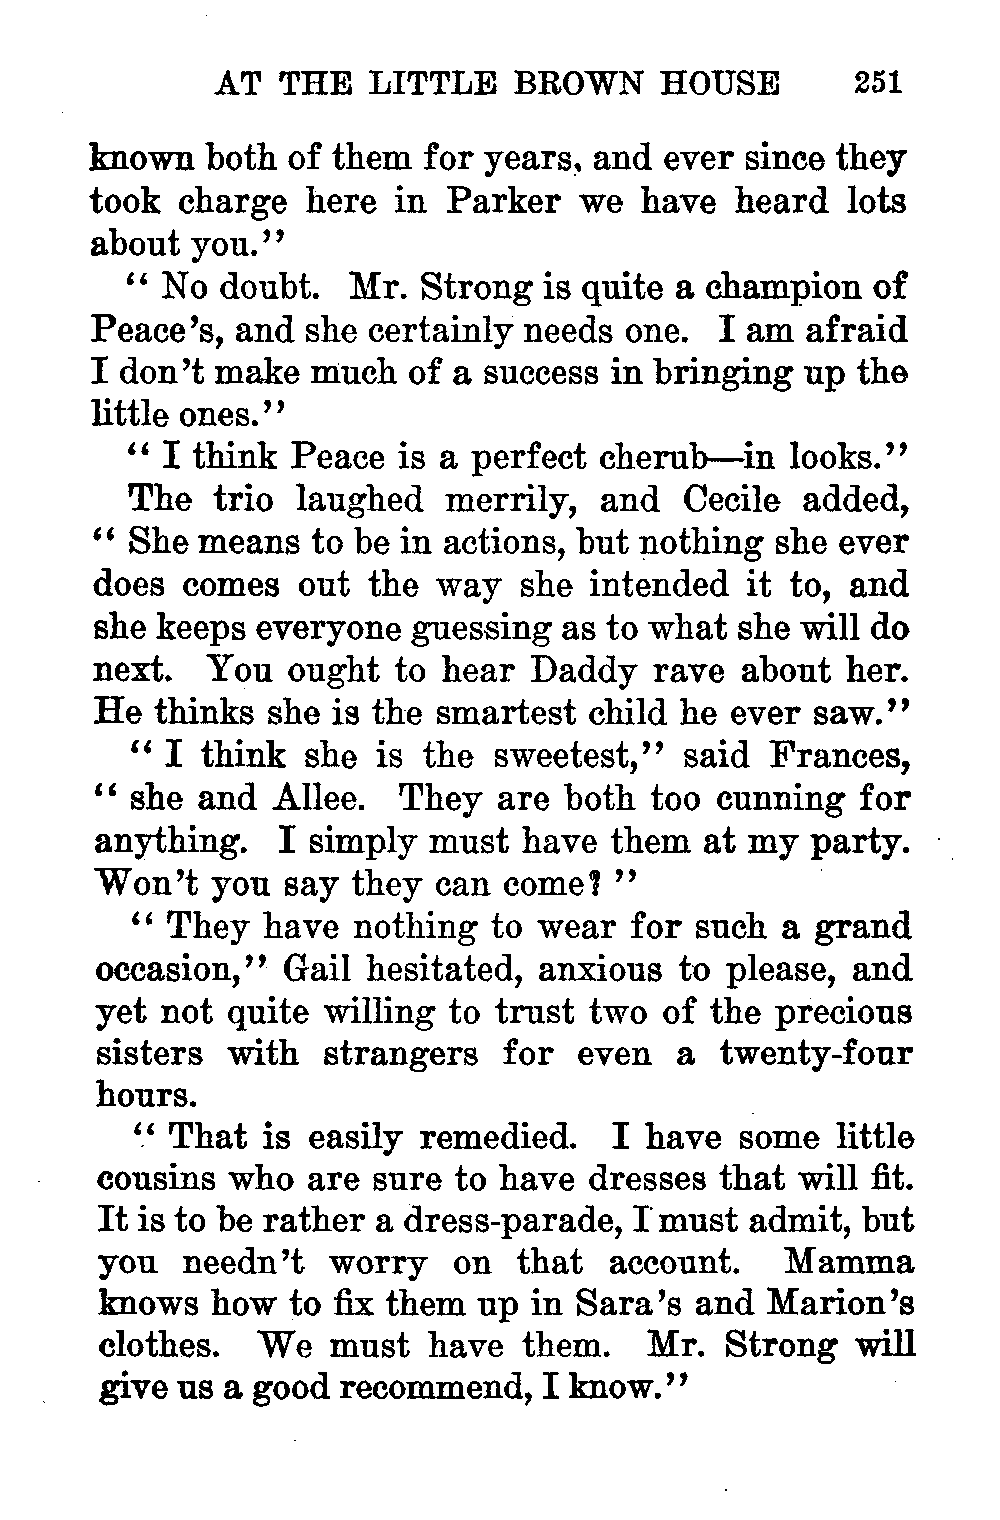 AT THE LITTLE BROWN HOUSE 251
known both of them for years, and ever since they
took charge here in Parker we have heard lots
about you.”
“ No doubt. Mr. Strong is quite a champion of
Peace’s, and she certainly needs one. I am afraid
I don’t make much of a success in bringing up the
little ones.”
“ I think Peace is a perfect cherub—in looks.”
The trio laughed merrily, and Cecile added,
“ She means to be in actions, but nothing she ever
does comes out the way she intended it to, and
she keeps everyone guessing as to what she will do
next. You ought to hear Daddy rave about her.
He thinks she is the smartest child he ever saw.”
“ I think she is the sweetest,” said Frances,
“ she and Allee. They are both too cunning for
anything. I simply must have them at my party.
Won’t you say they can come? ”
“ They have nothing to wear for such a grand
occasion,” Gail hesitated, anxious to please, and
yet not quite willing to trust two of the precious
sisters with strangers for even a twenty-four
hours.
“ That is easily remedied. I have some little
cousins who are sure to have dresses that will fit.
It is to be rather a dress-parade, I must admit, but
you needn’t worry on that account. Mamma
knows how to fix them up in Sara’s and Marion’s
clothes. We must have them. Mr. Strong will
give us a good recommend, I know.”